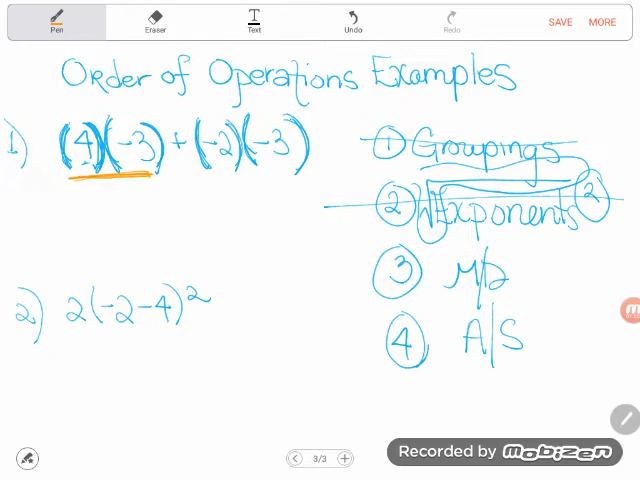 Pen
Eraser
Text
Undo
Redo
SAVE
MORE
Order of Operations Examples
1) (4)(-3) + (-2)(-3)
① Groupings
② √Exponents ②
③ M/D
④ A/S
2) 2(-2-4)²
3/3
Recorded by mobizen